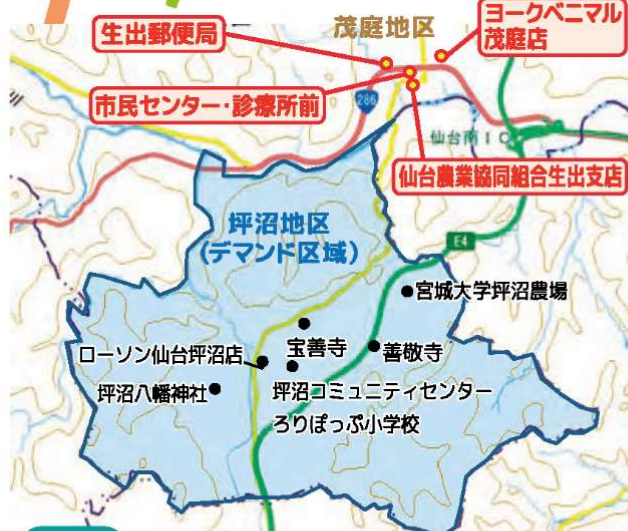 生出郵便局
茂庭地区
ヨークベニマル
茂庭店
市民センター・診療所前
286
仙台南IC
仙台農業協同組合生出支店
坪沼地区
(デマンド区域)
E4
宮城大学坪沼農場
宝善寺
善敬寺
ローソン仙台坪沼店
坪沼八幡神社
坪沼コミュニティセンター
ろりぽっぷ小学校